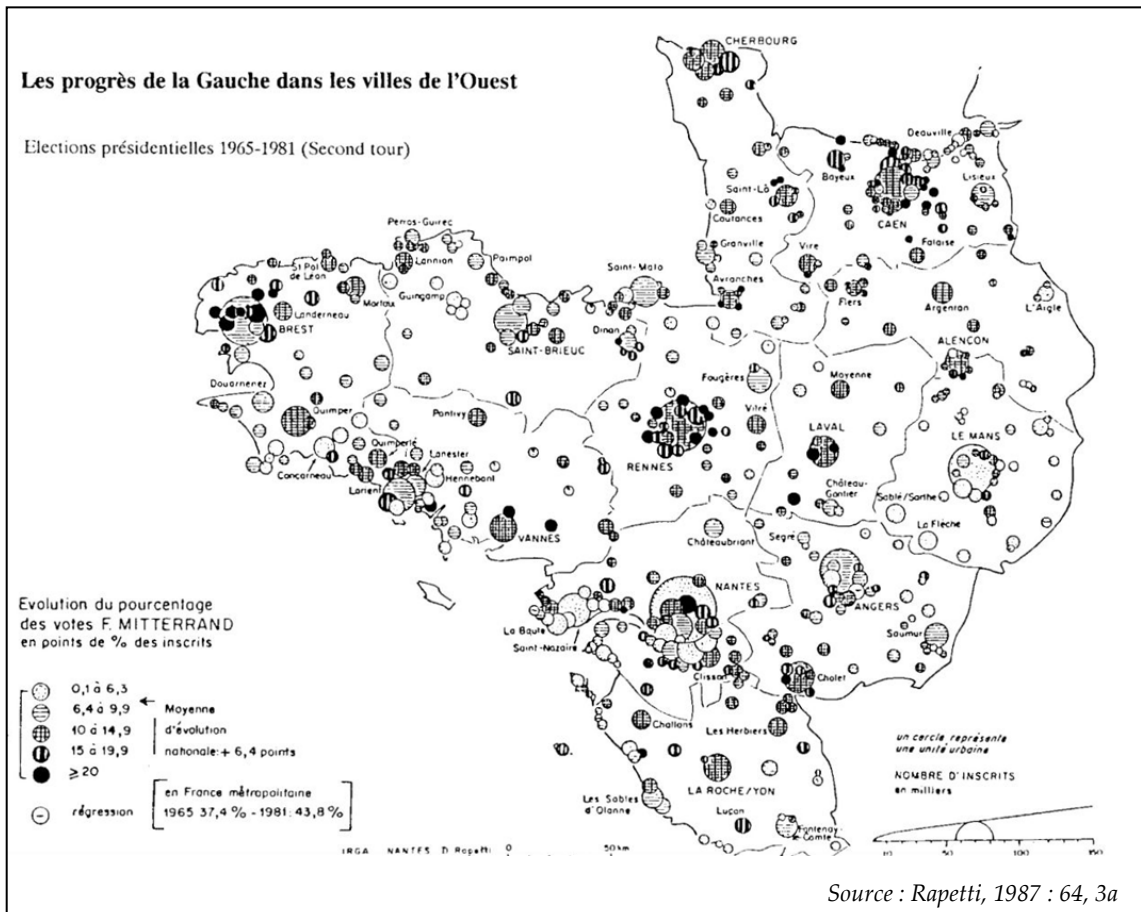 Les progrès de la Gauche dans les villes de l'Ouest
Elections présidentielles 1965-1981 (Second tour)
CHERBOURG
Deauville
Bayeux
Lisieux
Saint-Lô
CAEN
Coutances
Perros-Guirec
Granville
Vire
Falaise
St Pol
de Léon
Lannion
Paimpol
Saint-Malo
Avranches
Flers
Morlaix
Guingamp
Argentan
L'Aigle
Landerneau
BREST
SAINT-BRIEUC
Dinan
ALENÇON
Fougères
Mayenne
Douarnenez
Quimper
Pontivy
Vitré
LAVAL
LE MANS
Quimperlé
Lanester
RENNES
Concarneau
Lorient
Hennebont
Château-
Gontier
Sablé/Sarthe
La Flèche
VANNES
Châteaubriant
Segré
NANTES
ANGERS
La Baule
Saint-Nazaire
Saumur
Clisson
Cholet
Challans
Les Herbiers
LA ROCHE/YON
Les Sables
d'Olonne
Luçon
Fontenay-
Comte
Evolution du pourcentage
des votes F. MITTERRAND
en points de % des inscrits
0,1 à 6,3
6,4 à 9,9 Moyenne
10 à 14,9 d'évolution
15 à 19,9 nationale: + 6,4 points
≥ 20
régression
en France métropolitaine
1965 37,4 % - 1981: 43,8 %
un cercle représente
une unité urbaine
NOMBRE D'INSCRITS
en milliers
0 10 50 100 150
IRGA NANTES D. Rapetti 0 50km
Source : Rapetti, 1987 : 64, 3a